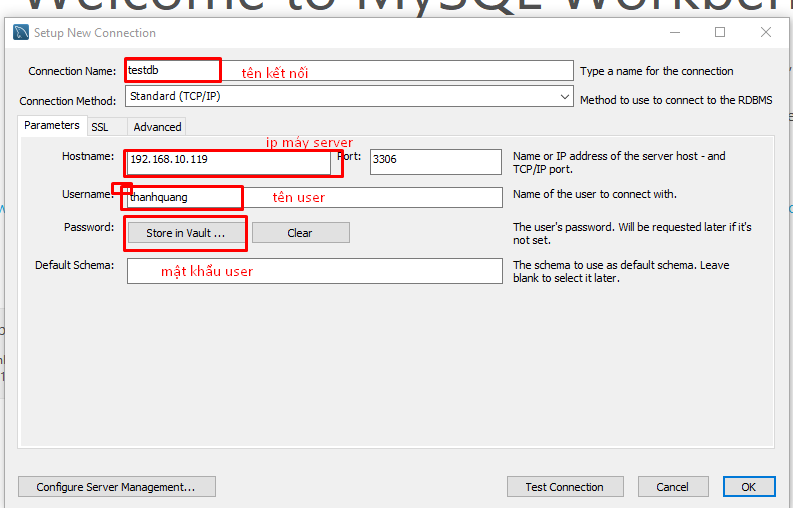 Welcome to MySQL Workben
Setup New Connection
Connection Name: testdb tên kết nối Type a name for the connection
Connection Method: Standard (TCP/IP) Method to use to connect to the RDBMS
Parameters SSL Advanced
ip máy server
Hostname: 192.168.10.119 Port: 3306 Name or IP address of the server host - and
TCP/IP port.
Username: thanhquang tên user Name of the user to connect with.
Password: Store in Vault ... Clear The user's password. Will be requested later if it's
not set.
Default Schema: mật khẩu user The schema to use as default schema. Leave
blank to select it later.
Configure Server Management... Test Connection Cancel OK